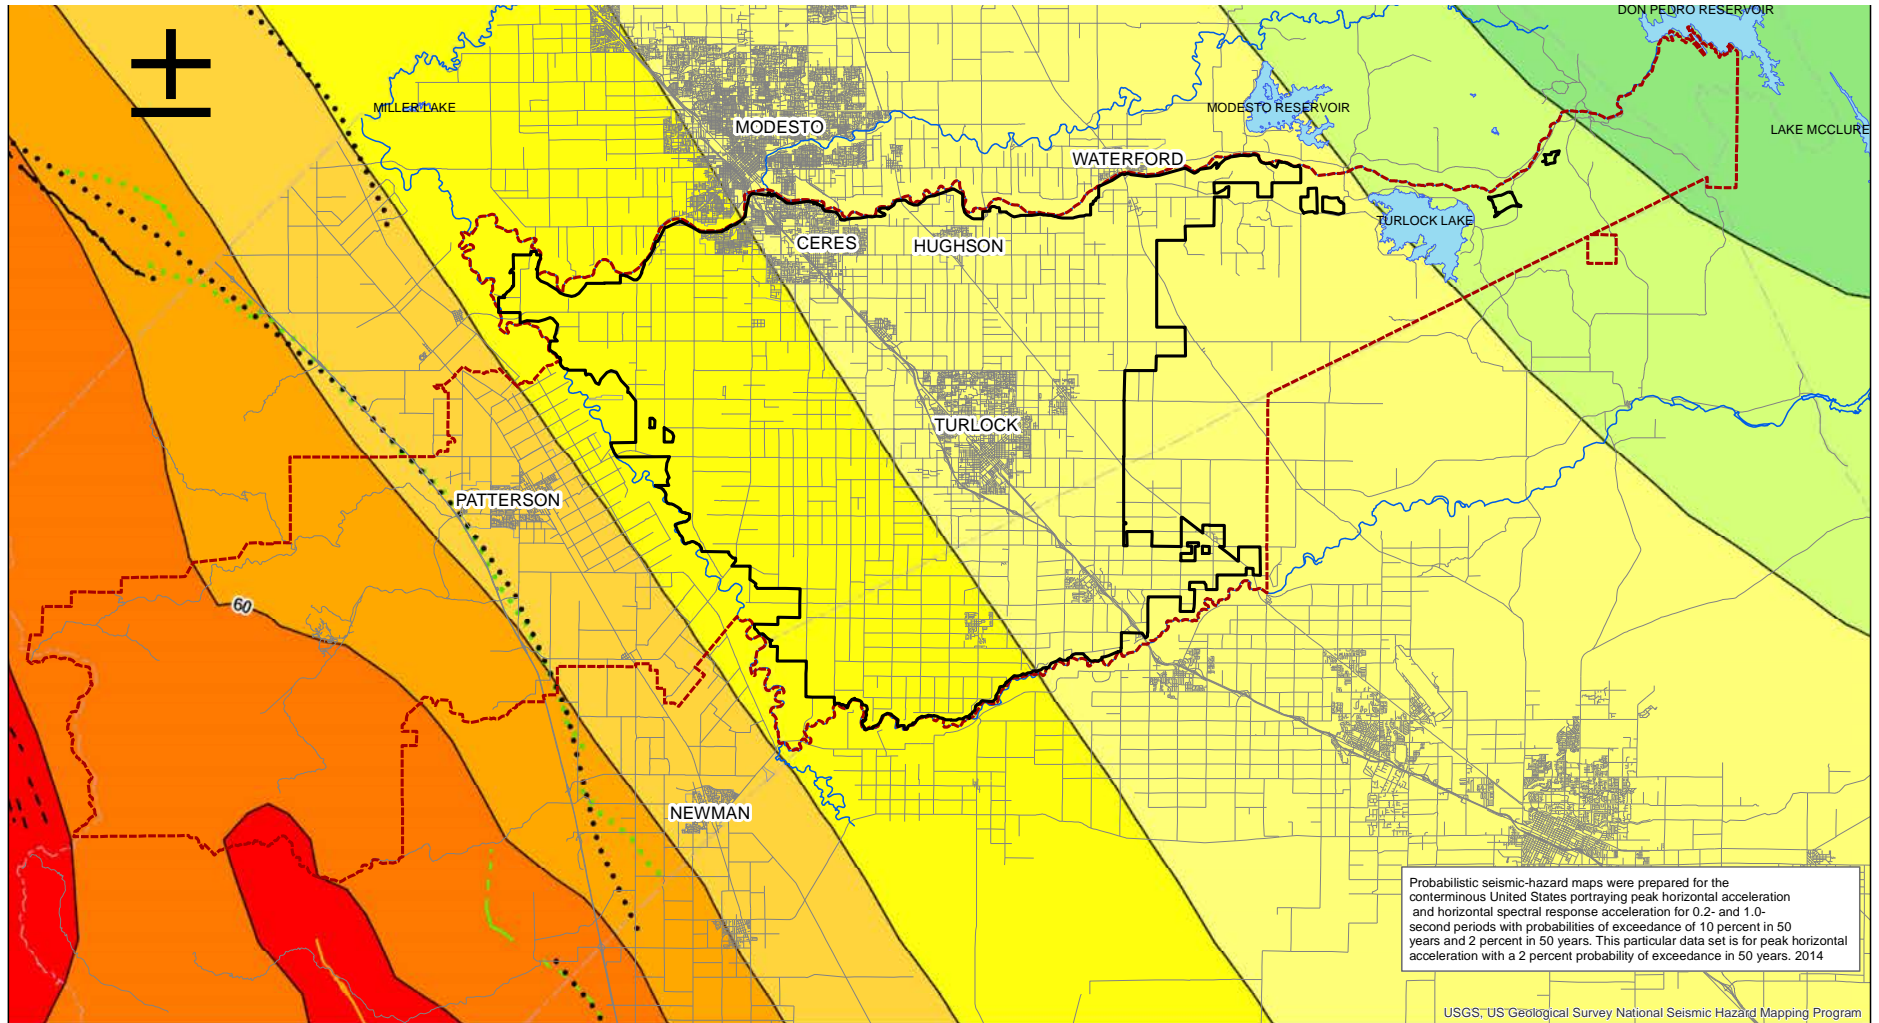 DON PEDRO RESERVOIR
MILLER LAKE
MODESTO RESERVOIR
MODESTO
LAKE MCCLURE
WATERFORD
TURLOCK LAKE
CERES
HUGHSON
TURLOCK
PATTERSON
60
NEWMAN
Probabilistic seismic-hazard maps were prepared for the
conterminous United States portraying peak horizontal acceleration
and horizontal spectral response acceleration for 0.2- and 1.0-
second periods with probabilities of exceedance of 10 percent in 50
years and 2 percent in 50 years. This particular data set is for peak horizontal
acceleration with a 2 percent probability of exceedance in 50 years. 2014
USGS, US Geological Survey National Seismic Hazard Mapping Program